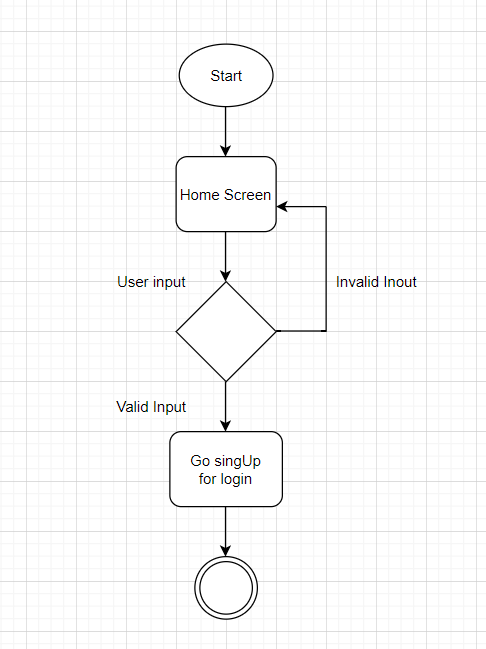 Start
Home Screen
User input
Invalid Inout
Valid Input
Go singUp
for login